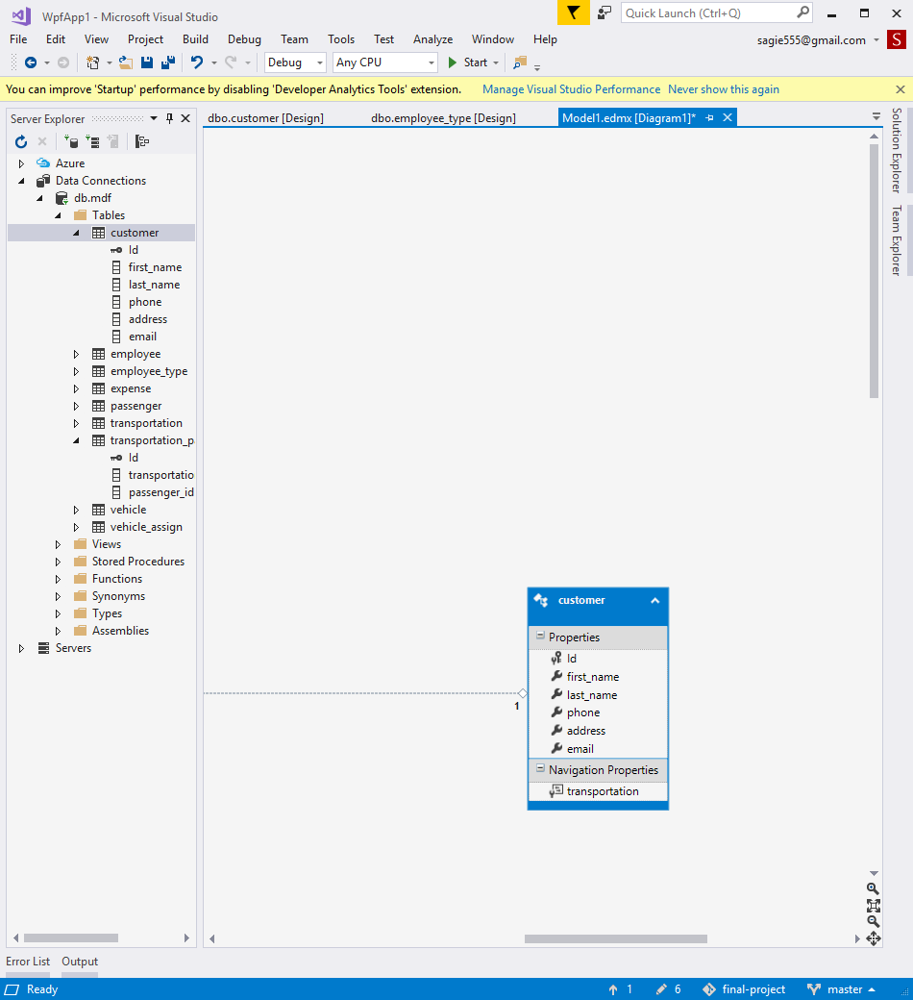 WpfApp1 - Microsoft Visual Studio
Quick Launch (Ctrl+Q)
File Edit View Project Build Debug Team Tools Test Analyze Window Help
sagie555@gmail.com S
Debug Any CPU Start
You can improve 'Startup' performance by disabling 'Developer Analytics Tools' extension. Manage Visual Studio Performance Never show this again
Server Explorer
dbo.customer [Design] dbo.employee_type [Design] Model1.edmx [Diagram1]*
Solution Explorer
Team Explorer
Azure
Data Connections
db.mdf
Tables
customer
Id
first_name
last_name
phone
address
email
employee
employee_type
expense
passenger
transportation
transportation_p
Id
transportatio
passenger_id
vehicle
vehicle_assign
Views
Stored Procedures
Functions
Synonyms
Types
Assemblies
Servers
customer
Properties
Id
first_name
last_name
phone
address
email
Navigation Properties
transportation
1
Error List Output
Ready 1 6 final-project master